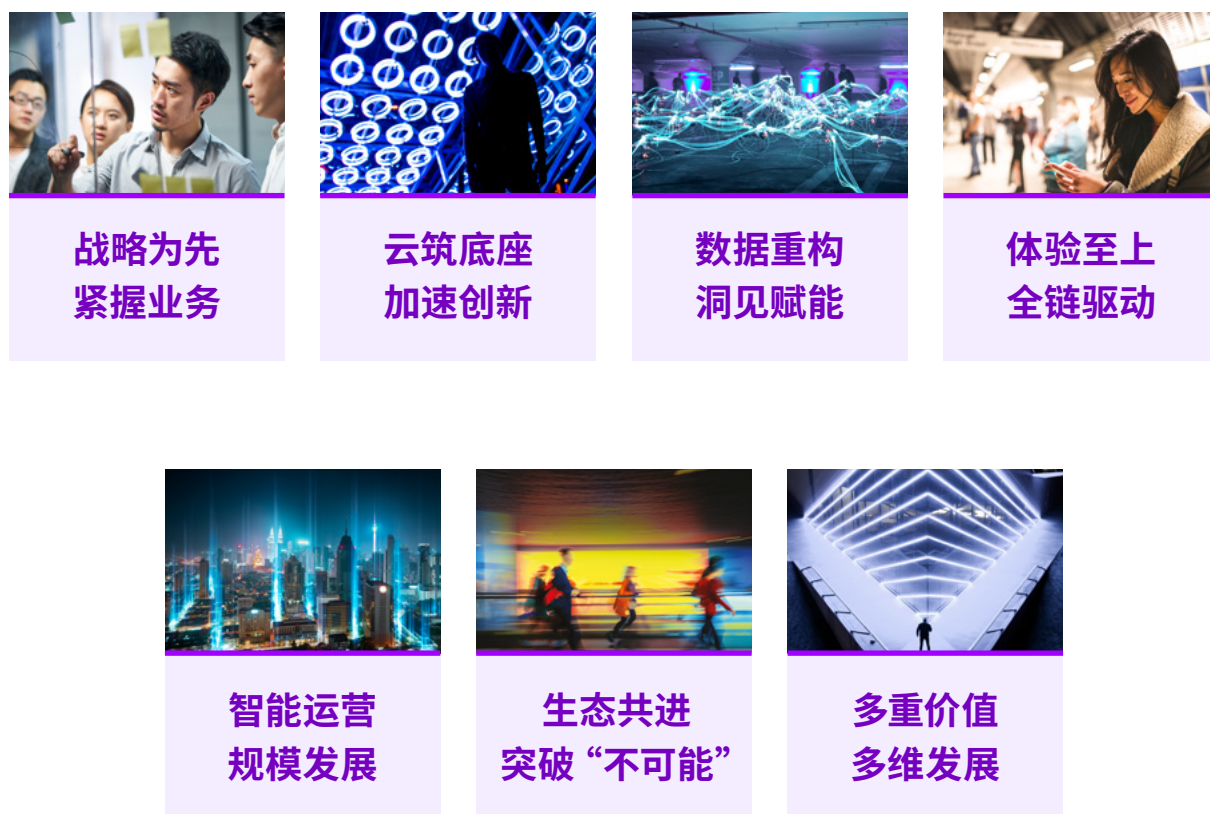 战略为先
紧握业务
云筑底座
加速创新
数据重构
洞见赋能
体验至上
全链驱动
智能运营
规模发展
生态共进
突破“不可能”
多重价值
多维发展